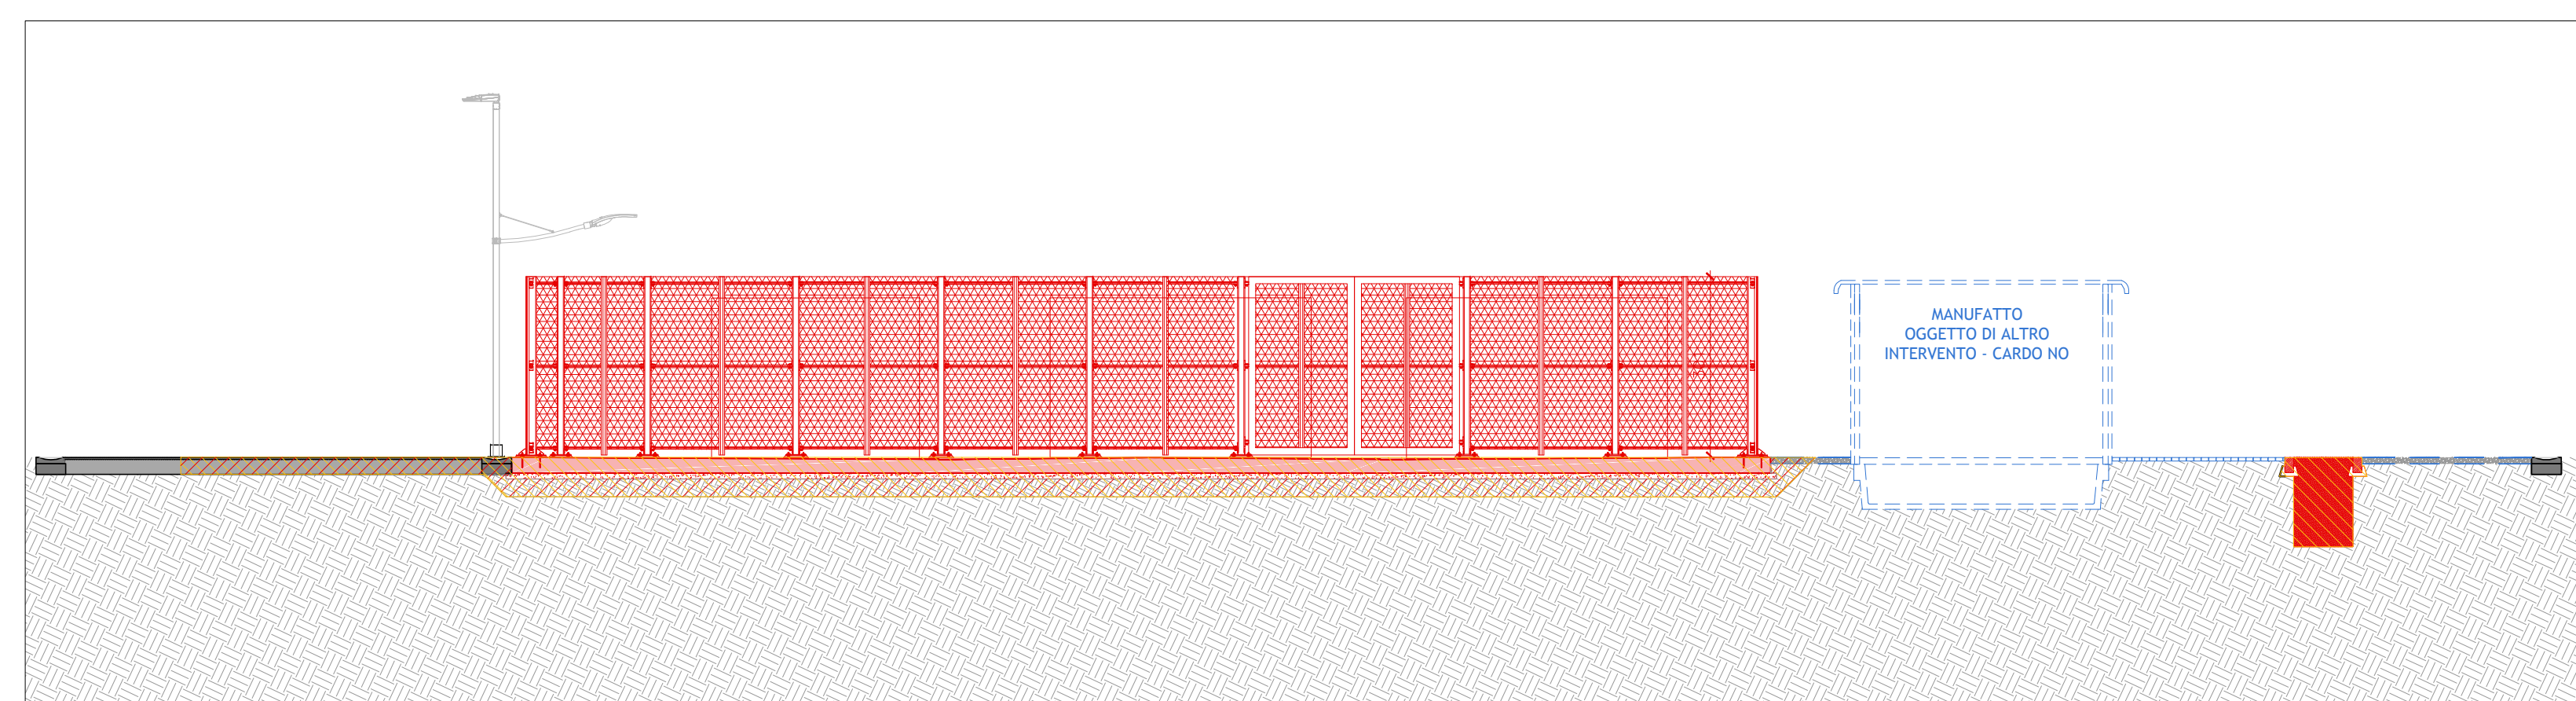 MANUFATTO
OGGETTO DI ALTRO
INTERVENTO - CARDO NO